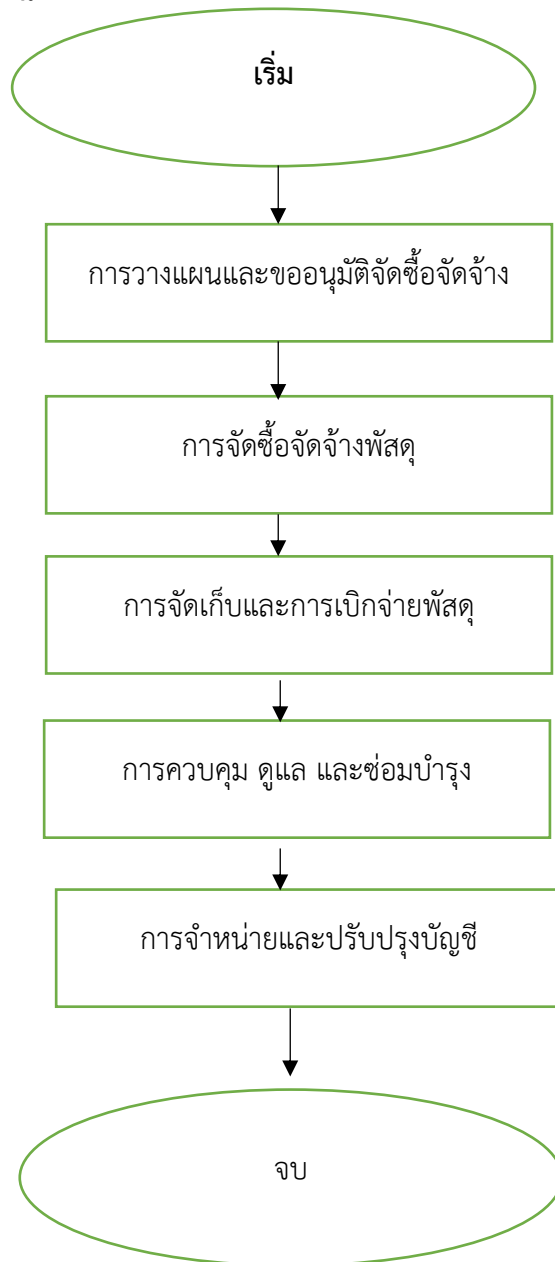 เริ่ม
การวางแผนและขออนุมัติจัดซื้อจัดจ้าง
การจัดซื้อจัดจ้างพัสดุ
การจัดเก็บและการเบิกจ่ายพัสดุ
การควบคุม ดูแล และซ่อมบำรุง
การจำหน่ายและปรับปรุงบัญชี
จบ